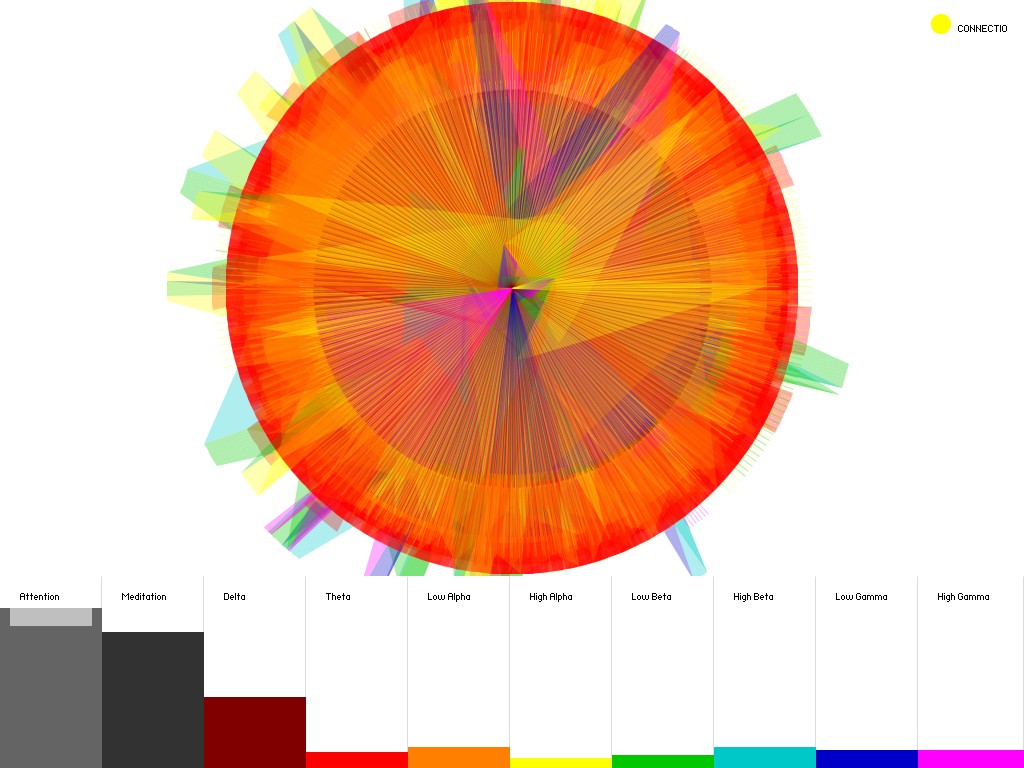 CONNECTIO
Attention
Meditation
Delta
Theta
Low Alpha
High Alpha
Low Beta
High Beta
Low Gamma
High Gamma